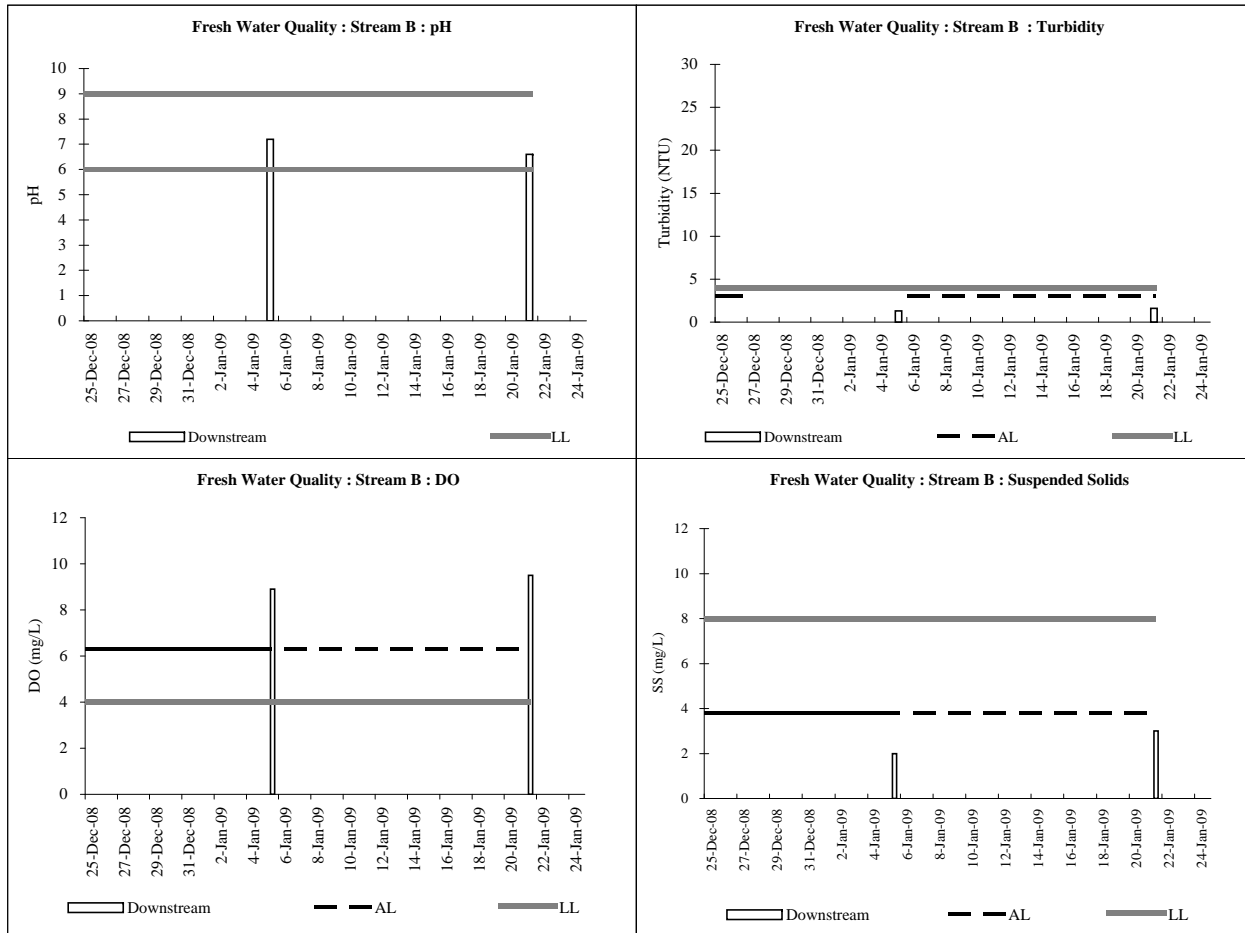 Fresh Water Quality : Stream B : pH
10
9
8
7
6
5
4
3
2
1
0
pH
25-Dec-08
27-Dec-08
29-Dec-08
31-Dec-08
2-Jan-09
4-Jan-09
6-Jan-09
8-Jan-09
10-Jan-09
12-Jan-09
14-Jan-09
16-Jan-09
18-Jan-09
20-Jan-09
22-Jan-09
24-Jan-09
Downstream LL
Fresh Water Quality : Stream B : Turbidity
30
25
20
15
10
5
0
Turbidity (NTU)
25-Dec-08
27-Dec-08
29-Dec-08
31-Dec-08
2-Jan-09
4-Jan-09
6-Jan-09
8-Jan-09
10-Jan-09
12-Jan-09
14-Jan-09
16-Jan-09
18-Jan-09
20-Jan-09
22-Jan-09
24-Jan-09
Downstream AL LL
Fresh Water Quality : Stream B : DO
12
10
8
6
4
2
0
DO (mg/L)
25-Dec-08
27-Dec-08
29-Dec-08
31-Dec-08
2-Jan-09
4-Jan-09
6-Jan-09
8-Jan-09
10-Jan-09
12-Jan-09
14-Jan-09
16-Jan-09
18-Jan-09
20-Jan-09
22-Jan-09
24-Jan-09
Downstream AL LL
Fresh Water Quality : Stream B : Suspended Solids
12
10
8
6
4
2
0
SS (mg/L)
25-Dec-08
27-Dec-08
29-Dec-08
31-Dec-08
2-Jan-09
4-Jan-09
6-Jan-09
8-Jan-09
10-Jan-09
12-Jan-09
14-Jan-09
16-Jan-09
18-Jan-09
20-Jan-09
22-Jan-09
24-Jan-09
Downstream AL LL